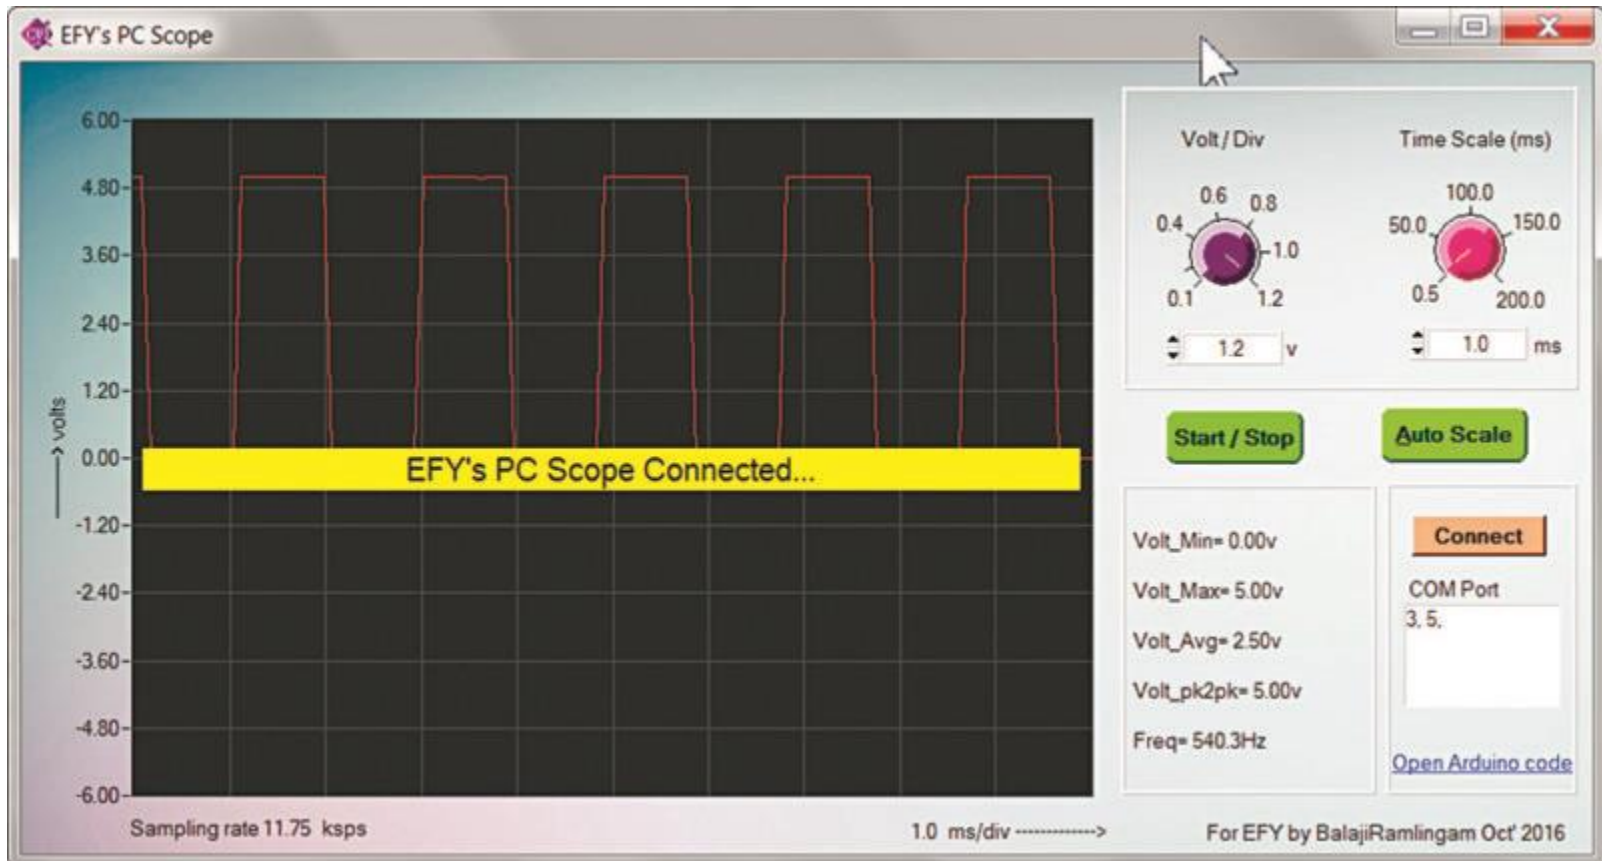 EFY's PC Scope
6.00
4.80
3.60
2.40
1.20
0.00
-1.20
-2.40
-3.60
-4.80
-6.00
----> volts
EFY's PC Scope Connected...
Sampling rate 11.75 ksps
1.0 ms/div ------------->
Volt / Div
0.1
0.4
0.6
0.8
1.0
1.2
1.2 v
Time Scale (ms)
0.5
50.0
100.0
150.0
200.0
1.0 ms
Start / Stop
Auto Scale
Volt_Min= 0.00v
Volt_Max= 5.00v
Volt_Avg= 2.50v
Volt_pk2pk= 5.00v
Freq= 540.3Hz
Connect
COM Port
3, 5,
Open Arduino code
For EFY by BalajiRamlingam Oct' 2016